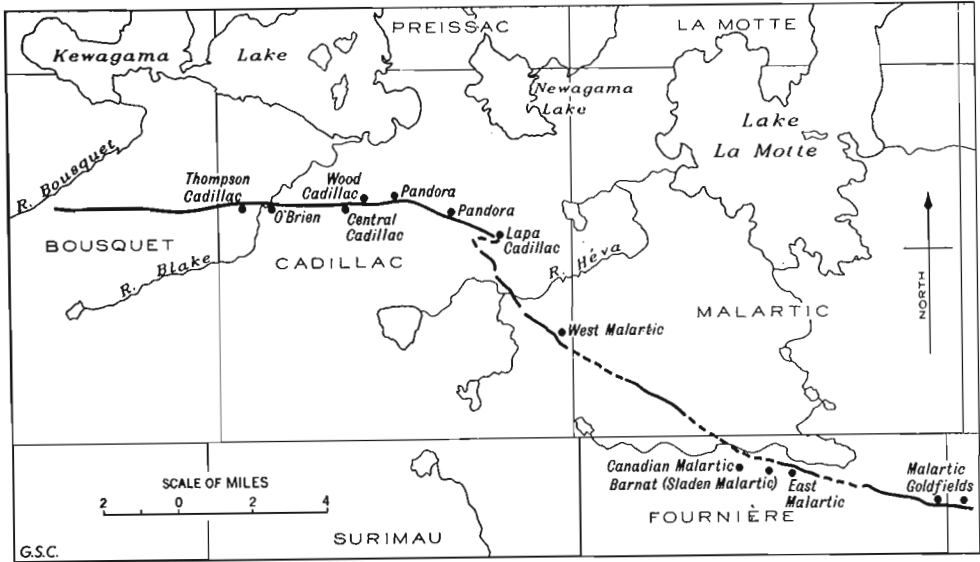 PREISSAC
LA MOTTE
Kewagama
Lake
Newagama
Lake
Lake
La Motte
R. Bousquet
Thompson
Cadillac
Wood
Cadillac
Pandora
O'Brien
Central
Cadillac
Pandora
Lapa
Cadillac
BOUSQUET
R. Blake
CADILLAC
R. Héva
NORTH
MALARTIC
West Malartic
Canadian Malartic
Barnat (Sladen Malartic)
East
Malartic
Malartic
Goldfields
FOURNIÈRE
SCALE OF MILES
2 0 2 4
SURIMAU
G.S.C.